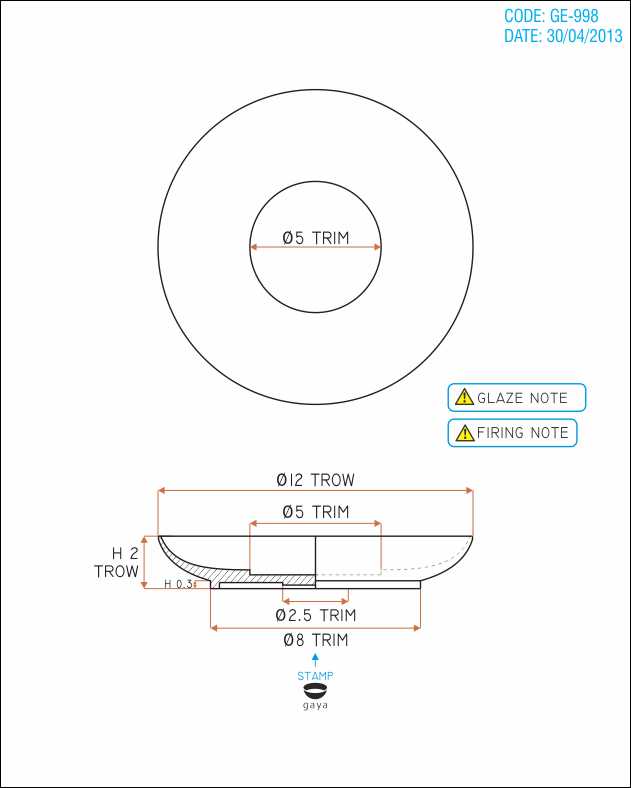 CODE: GE-998
DATE: 30/04/2013
Ø5 TRIM
GLAZE NOTE
FIRING NOTE
Ø12 TROW
Ø5 TRIM
H 2
TROW
H 0.3
Ø2.5 TRIM
Ø8 TRIM
STAMP
gaya